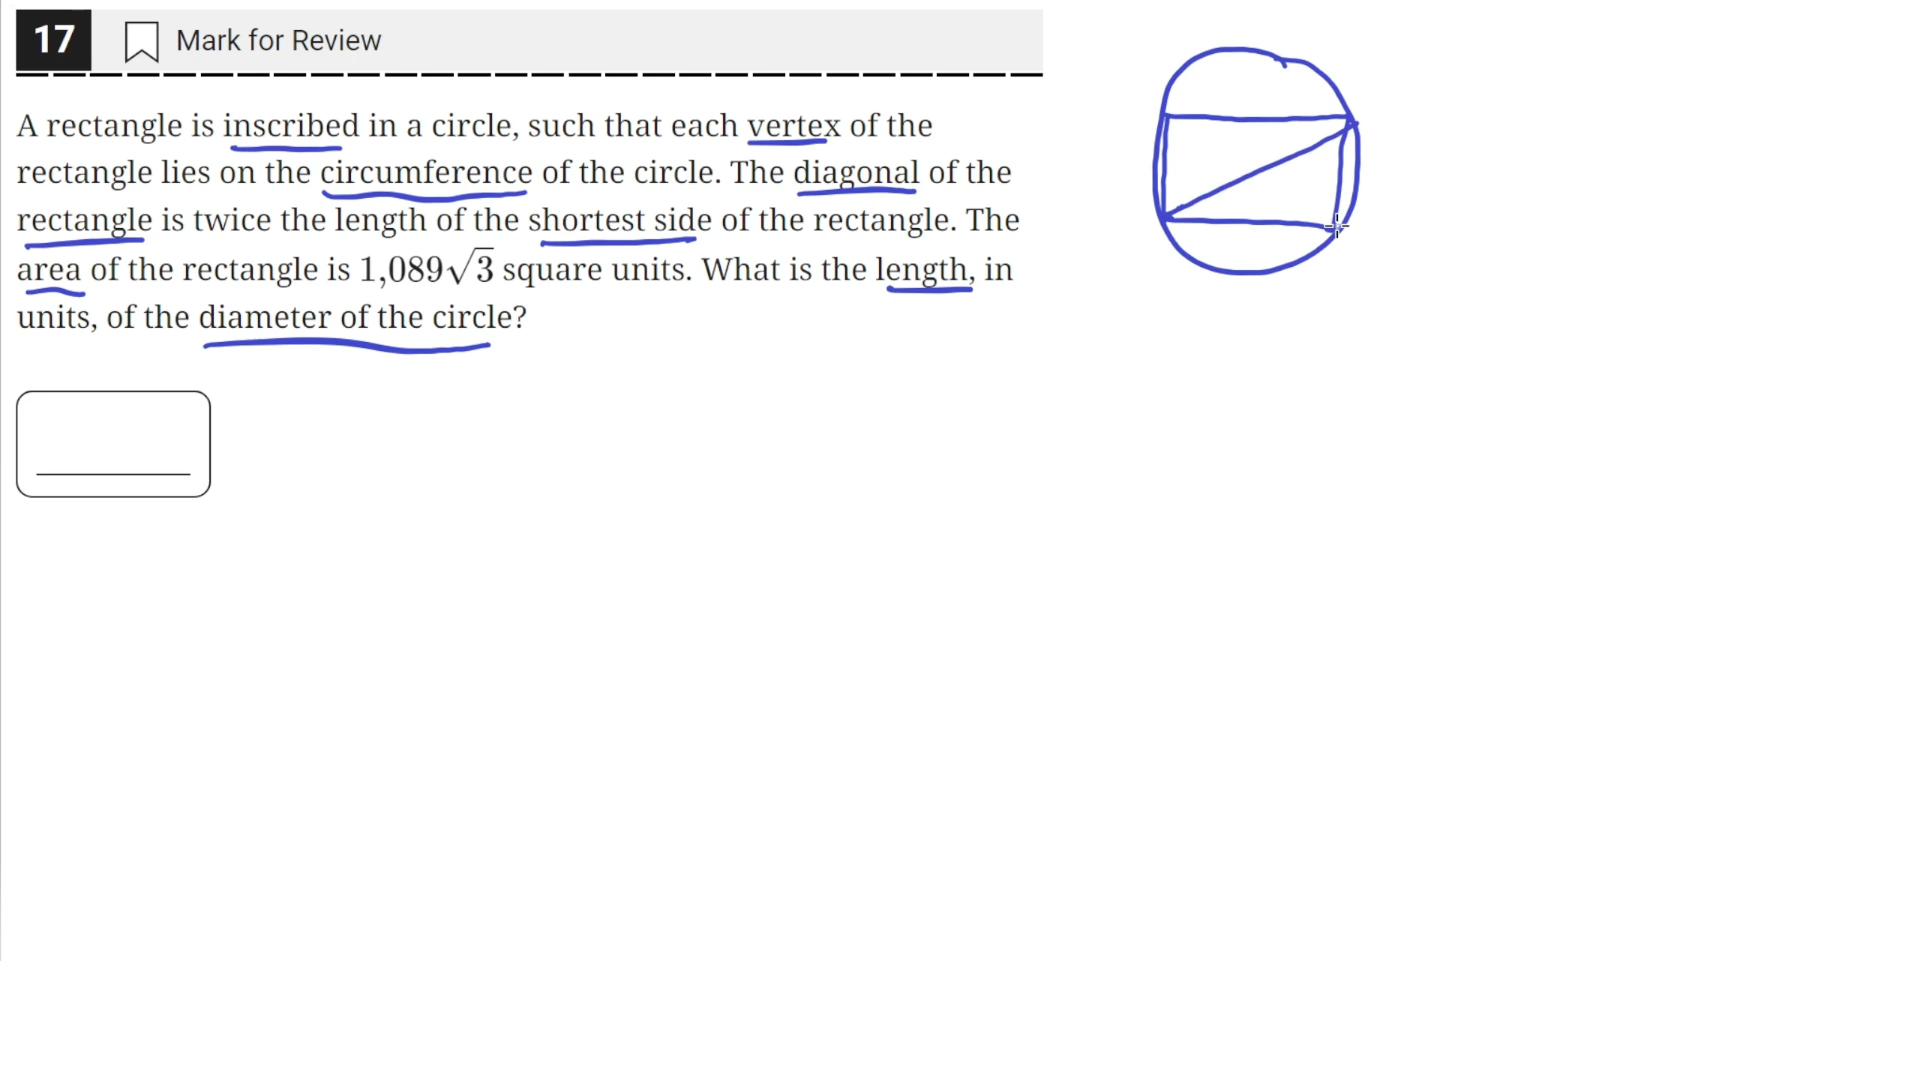 17 Mark for Review
A rectangle is inscribed in a circle, such that each vertex of the
rectangle lies on the circumference of the circle. The diagonal of the
rectangle is twice the length of the shortest side of the rectangle. The
area of the rectangle is 1,089√3 square units. What is the length, in
units, of the diameter of the circle?